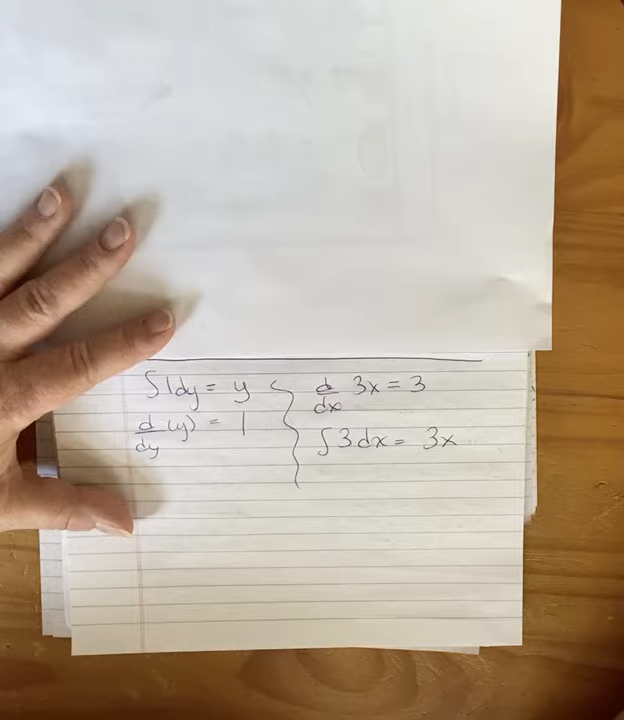 ∫1dy = y
d/dy (y) = 1
d/dx 3x = 3
∫3dx = 3x